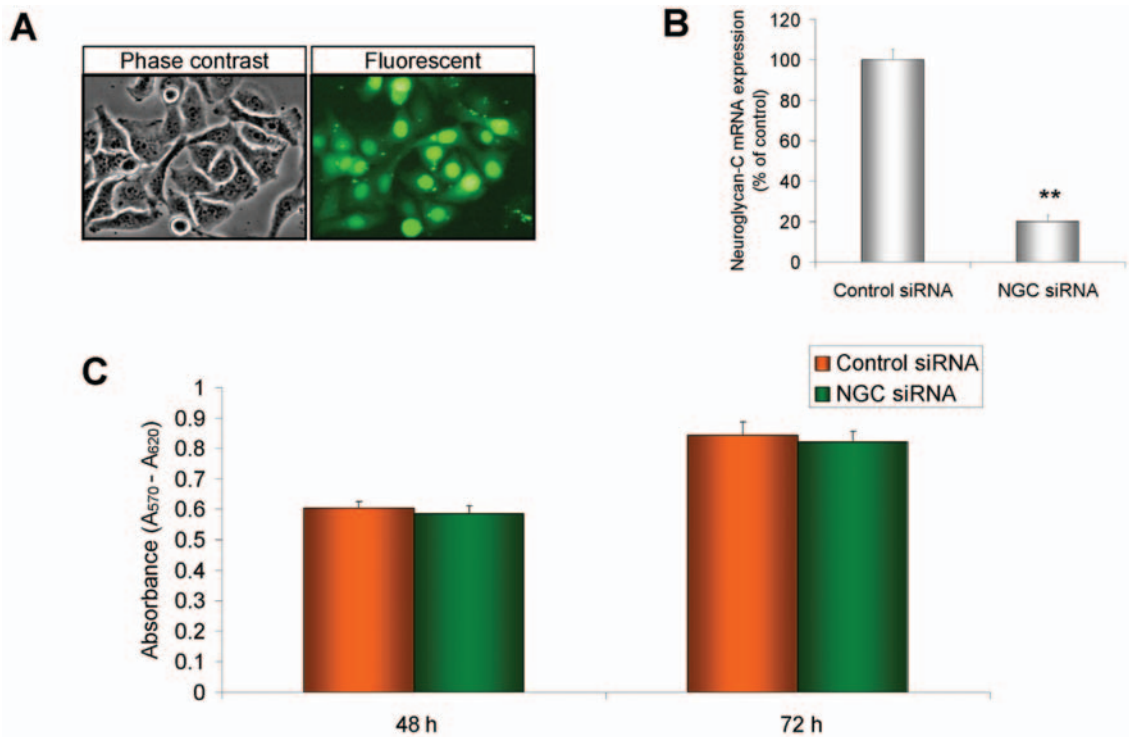 A
Phase contrast
Fluorescent
B
Neuroglycan-C mRNA expression
(% of control)
120
100
80
60
40
20
0
**
Control siRNA
NGC siRNA
C
Control siRNA
NGC siRNA
Absorbance (A570 - A620)
1
0.9
0.8
0.7
0.6
0.5
0.4
0.3
0.2
0.1
0
48 h
72 h